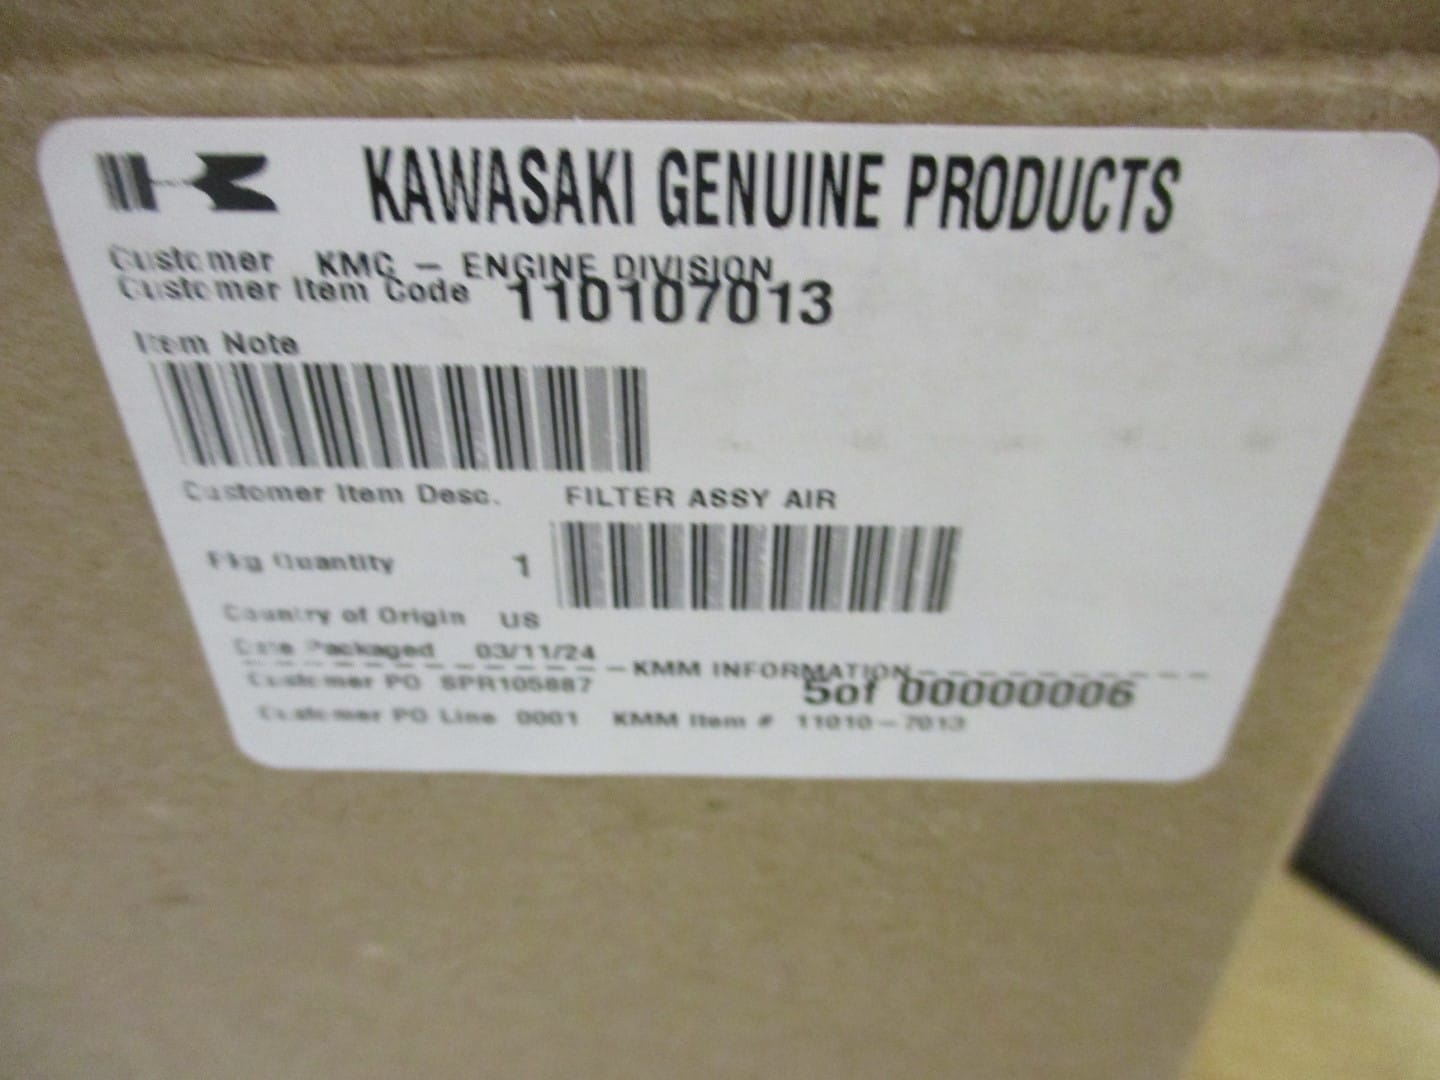 KAWASAKI GENUINE PRODUCTS
Customer KMC - ENGINE DIVISION
Customer Item Code 110107013
Item Note
Customer Item Desc. FILTER ASSY AIR
Pkg Quantity 1
Country of Origin US
Date Packaged 03/11/24
KMM INFORMATION
Customer PO SPR105887 5of 00000006
Customer PO Line 0001 KMM Item # 11010-7013